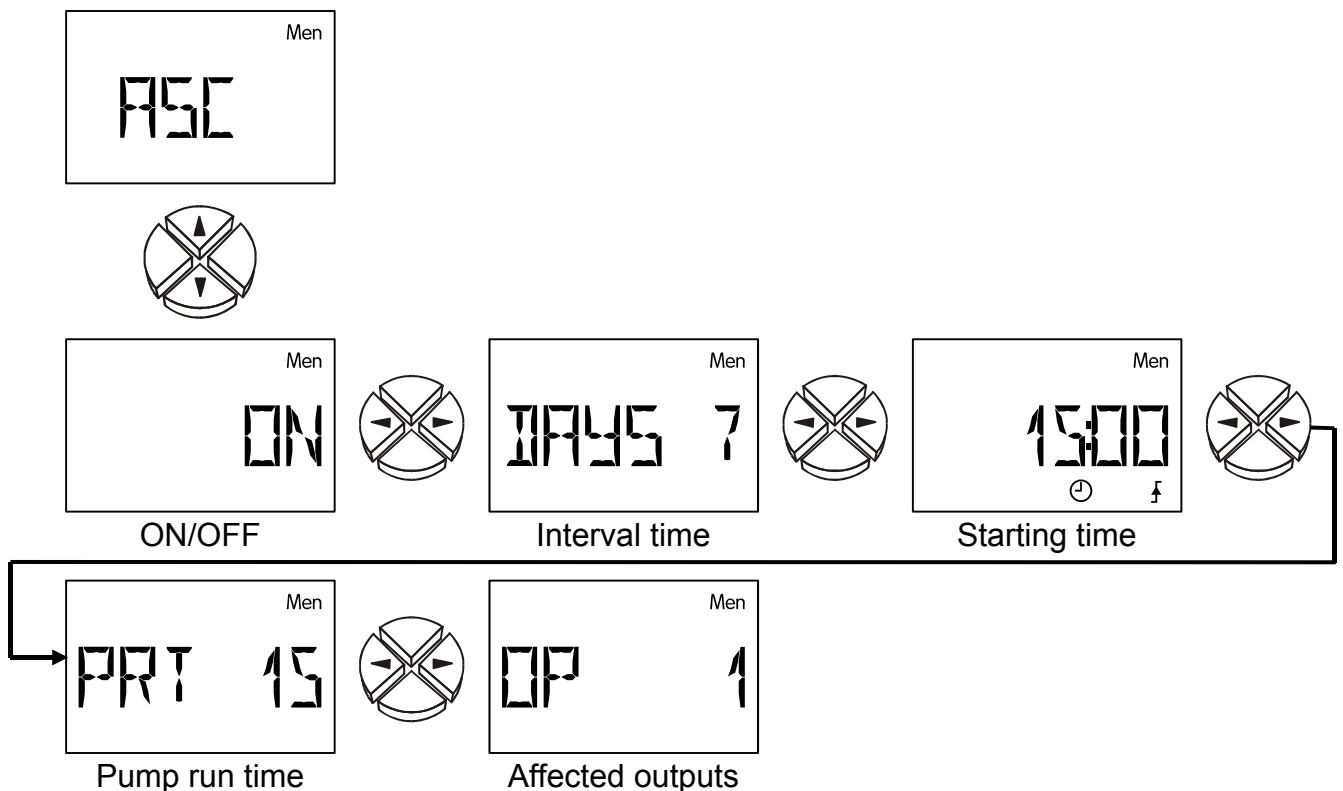 Men
ASC
Men
ON
Men
DAYS 7
Men
15:00
ON/OFF
Interval time
Starting time
Men
PRT 15
Men
OP 1
Pump run time
Affected outputs